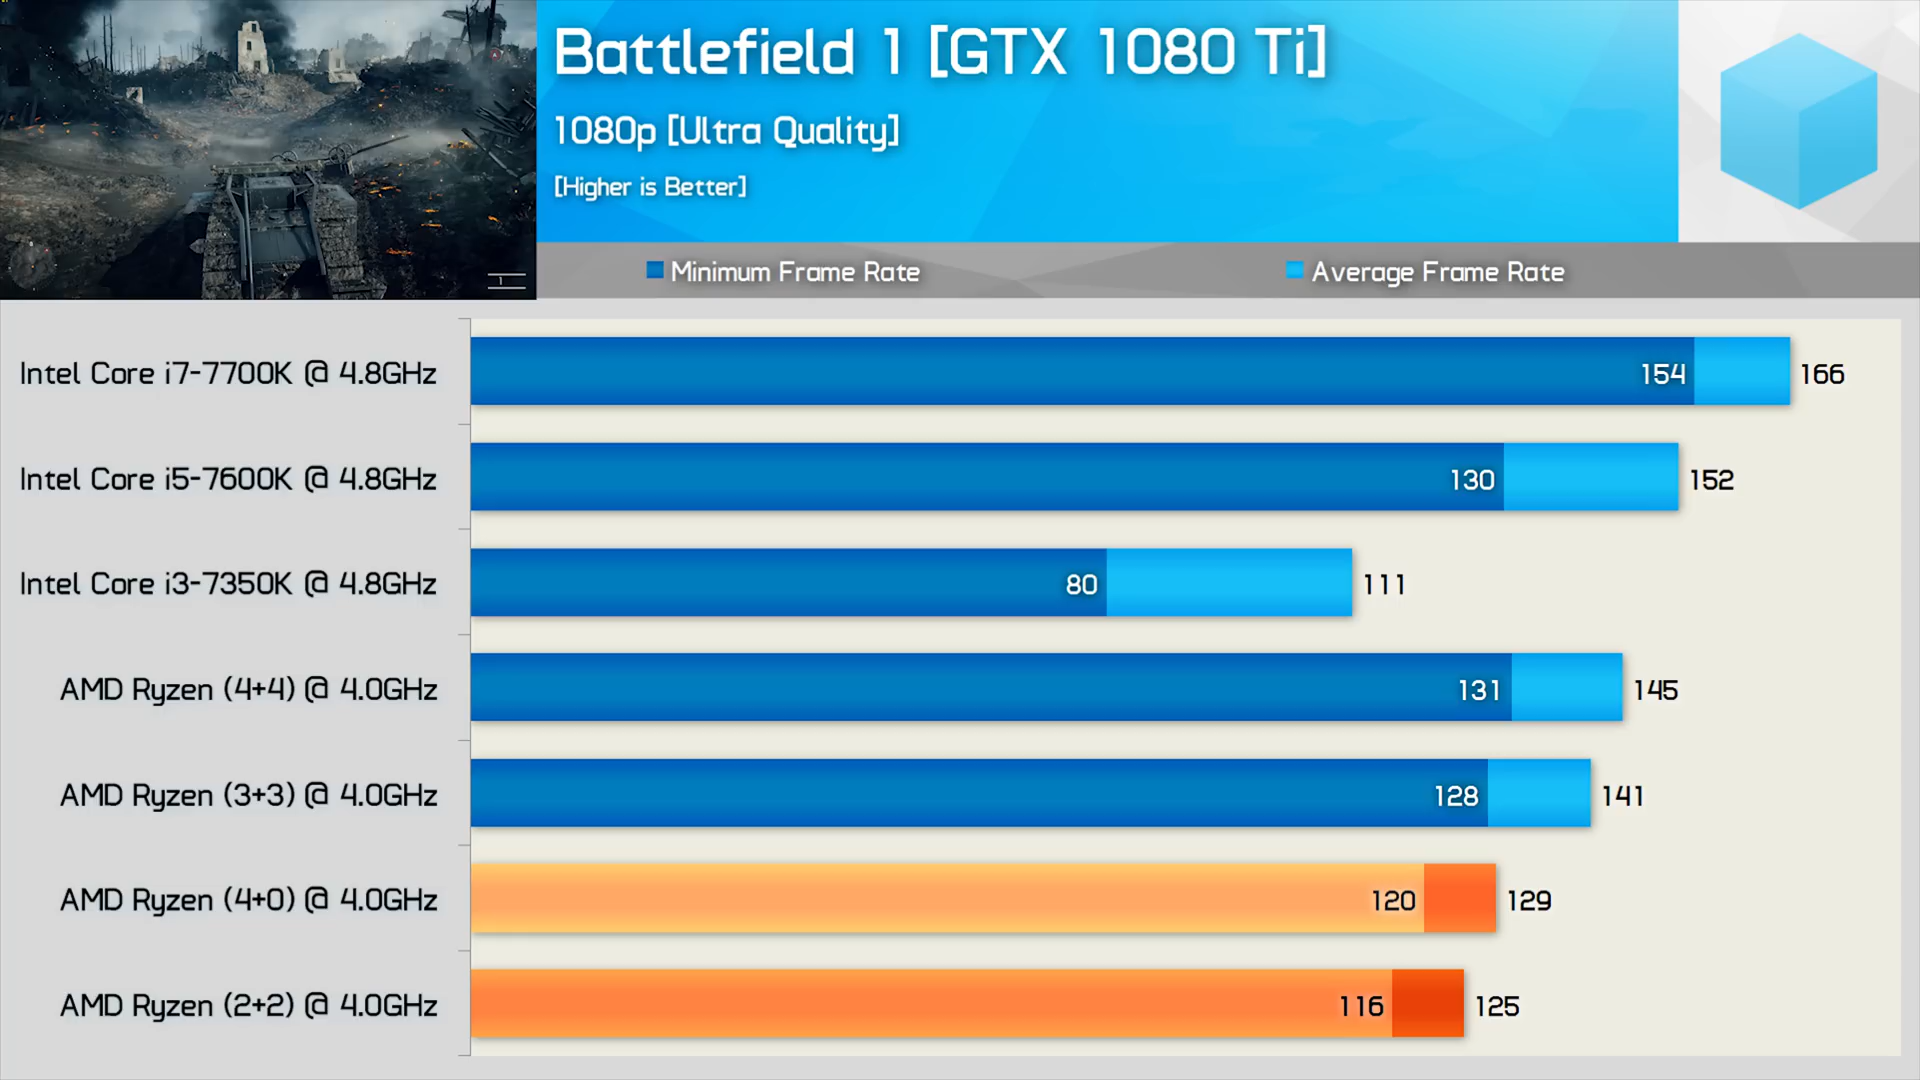 Battlefield 1 [GTX 1080 Ti]
1080p [Ultra Quality]
[Higher is Better]
Minimum Frame Rate Average Frame Rate
Intel Core i7-7700K @ 4.8GHz 154 166
Intel Core i5-7600K @ 4.8GHz 130 152
Intel Core i3-7350K @ 4.8GHz 80 111
AMD Ryzen (4+4) @ 4.0GHz 131 145
AMD Ryzen (3+3) @ 4.0GHz 128 141
AMD Ryzen (4+0) @ 4.0GHz 120 129
AMD Ryzen (2+2) @ 4.0GHz 116 125